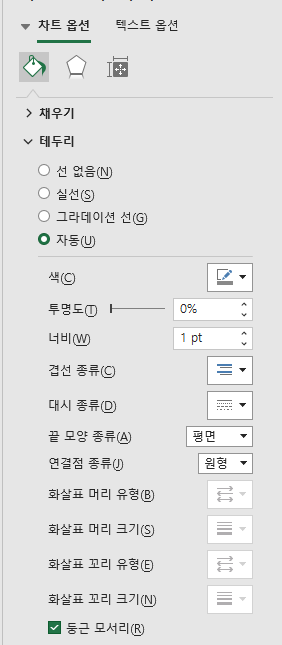 차트 옵션 텍스트 옵션
채우기
테두리
선 없음(N)
실선(S)
그라데이션 선(G)
자동(U)
색(C)
투명도(T) 0%
너비(W) 1 pt
겹선 종류(C)
대시 종류(D)
끝 모양 종류(A) 평면
연결점 종류(J) 원형
화살표 머리 유형(B)
화살표 머리 크기(S)
화살표 꼬리 유형(E)
화살표 꼬리 크기(N)
둥근 모서리(R)